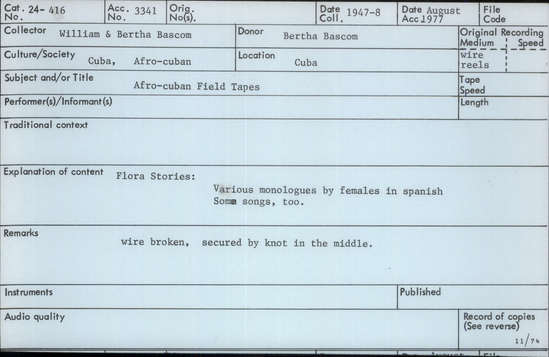 Cat. 24- 416 Acc. 3341 Orig. Date 1947-8 Date August File
No. No. No(s). Coll. Acc.1977 Code
Collector William & Bertha Bascom Donor Bertha Bascom Original Recording
Medium Speed
Culture/Society Cuba, Afro-cuban Location Cuba wire
reels
Subject and/or Title Afro-cuban Field Tapes Tape
Speed
Performer(s)/Informant(s) Length
Traditional context
Explanation of content Flora Stories:
Various monologues by females in spanish
Some songs, too.
Remarks wire broken, secured by knot in the middle.
Instruments Published
Audio quality Record of copies
(See reverse)
11/74